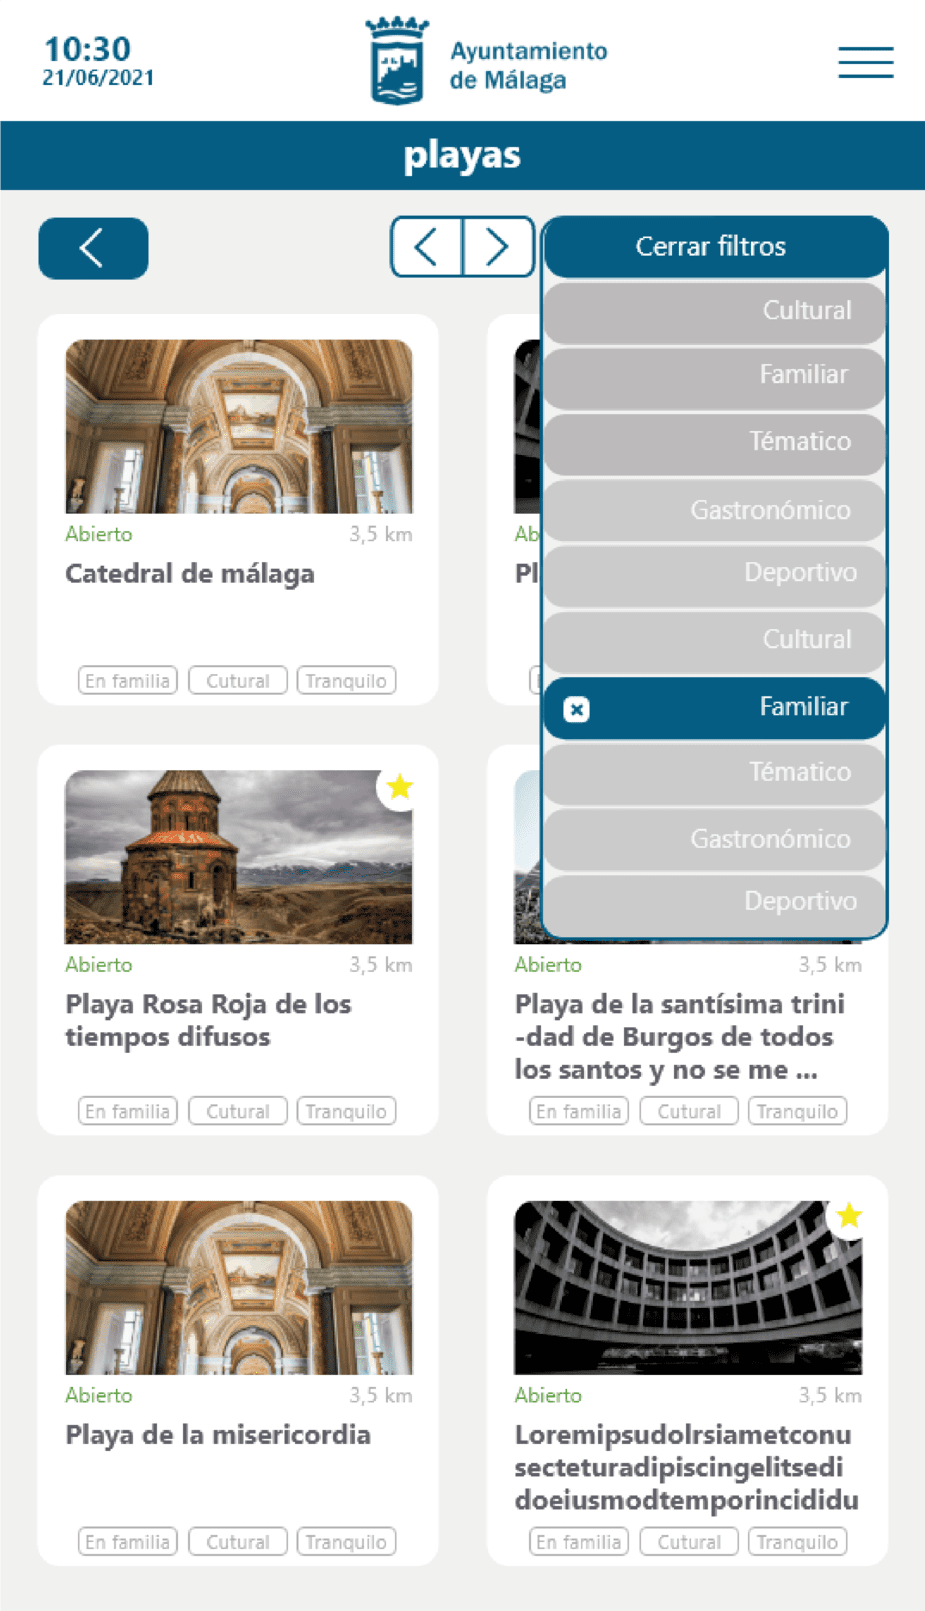 10:30
21/06/2021
Ayuntamiento
de Málaga
playas
Cerrar filtros
Cultural
Familiar
Tématico
Gastronómico
Deportivo
Cultural
Familiar
Tématico
Gastronómico
Deportivo
Abierto 3,5 km
Catedral de málaga
En familia Cutural Tranquilo
Ab
Pl
Abierto 3,5 km
Playa Rosa Roja de los
tiempos difusos
En familia Cutural Tranquilo
Abierto 3,5 km
Playa de la santísima trini
-dad de Burgos de todos
los santos y no se me ...
En familia Cutural Tranquilo
Abierto 3,5 km
Playa de la misericordia
En familia Cutural Tranquilo
Abierto 3,5 km
Loremipsudolrsiametconu
secteturadipiscingelitsedi
doeiusmodtemporincididu
En familia Cutural Tranquilo